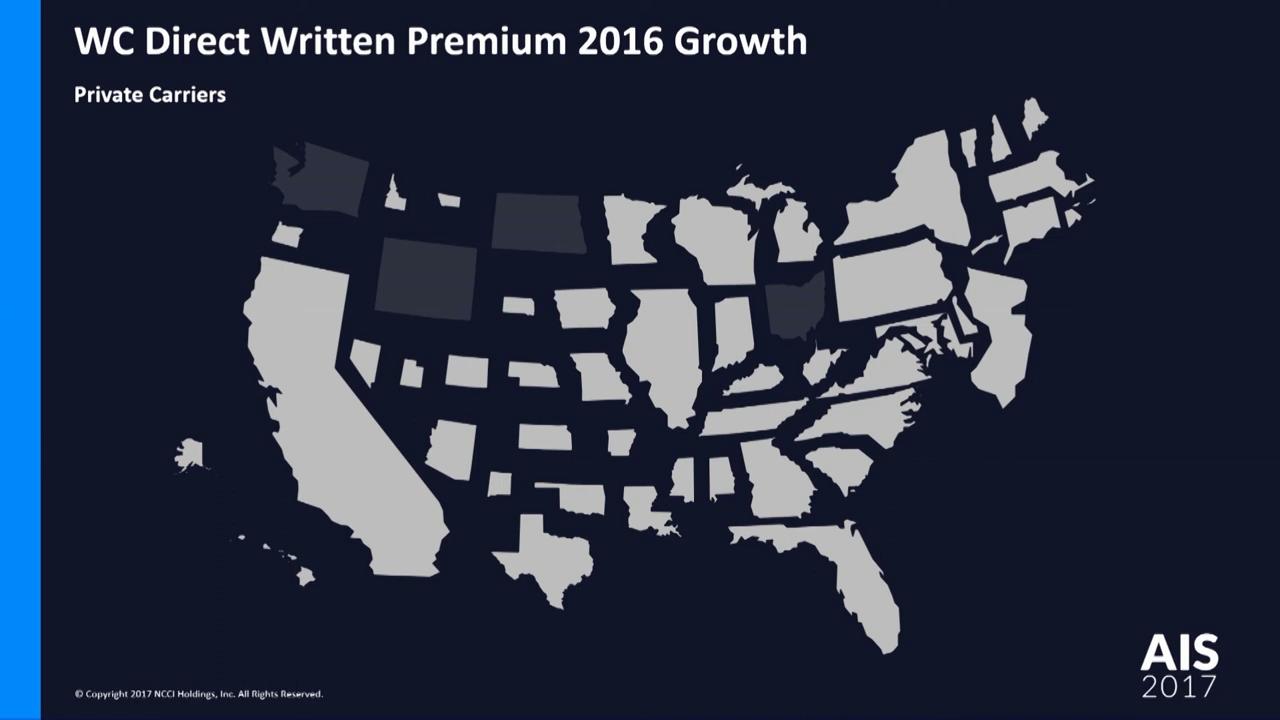 WC Direct Written Premium 2016 Growth
Private Carriers
© Copyright 2017 NCCI Holdings, Inc. All Rights Reserved.
AIS
2017